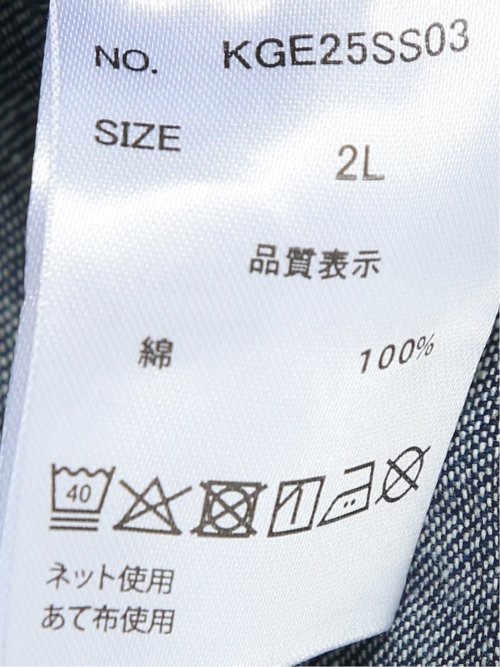 NO. KGE25SS03
SIZE 2L
品質表示
綿 100%
40
ネット使用
あて布使用